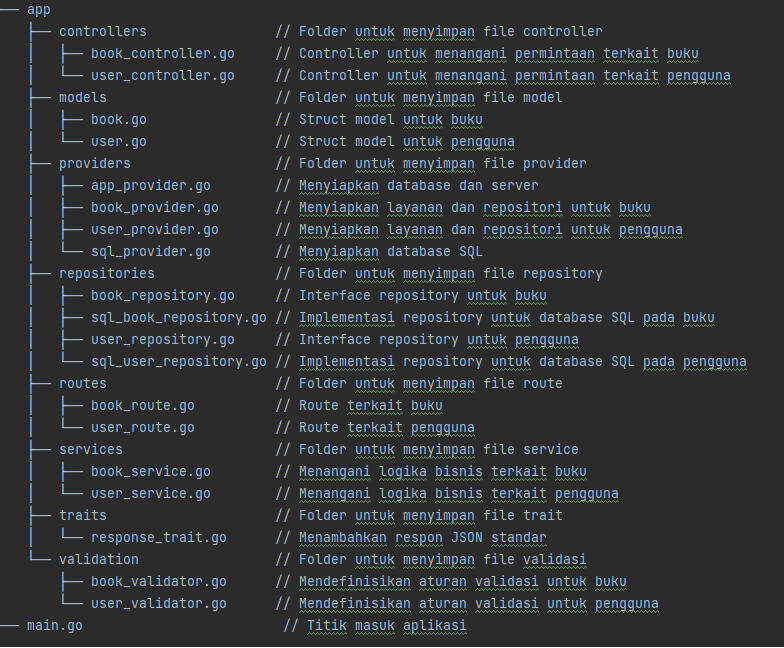 ── app
   ├── controllers                // Folder untuk menyimpan file controller
   │   ├── book_controller.go     // Controller untuk menangani permintaan terkait buku
   │   └── user_controller.go     // Controller untuk menangani permintaan terkait pengguna
   ├── models                     // Folder untuk menyimpan file model
   │   ├── book.go                // Struct model untuk buku
   │   └── user.go                // Struct model untuk pengguna
   ├── providers                  // Folder untuk menyimpan file provider
   │   ├── app_provider.go        // Menyiapkan database dan server
   │   ├── book_provider.go       // Menyiapkan layanan dan repositori untuk buku
   │   ├── user_provider.go       // Menyiapkan layanan dan repositori untuk pengguna
   │   └── sql_provider.go        // Menyiapkan database SQL
   ├── repositories               // Folder untuk menyimpan file repository
   │   ├── book_repository.go     // Interface repository untuk buku
   │   ├── sql_book_repository.go // Implementasi repository untuk database SQL pada buku
   │   ├── user_repository.go     // Interface repository untuk pengguna
   │   └── sql_user_repository.go // Implementasi repository untuk database SQL pada pengguna
   ├── routes                     // Folder untuk menyimpan file route
   │   ├── book_route.go          // Route terkait buku
   │   └── user_route.go          // Route terkait pengguna
   ├── services                   // Folder untuk menyimpan file service
   │   ├── book_service.go        // Menangani logika bisnis terkait buku
   │   └── user_service.go        // Menangani logika bisnis terkait pengguna
   ├── traits                     // Folder untuk menyimpan file trait
   │   └── response_trait.go      // Menambahkan respon JSON standar
   └── validation                 // Folder untuk menyimpan file validasi
       ├── book_validator.go      // Mendefinisikan aturan validasi untuk buku
       └── user_validator.go      // Mendefinisikan aturan validasi untuk pengguna
── main.go                         // Titik masuk aplikasi